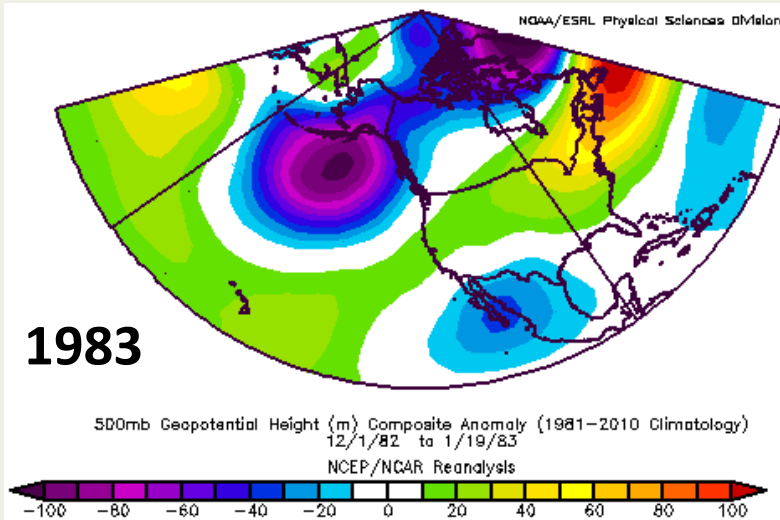 NOAA/ESRL Physical Sciences Division
1983
500mb Geopotential Height (m) Composite Anomaly (1981-2010 Climatology)
12/1/82 to 1/19/83
NCEP/NCAR Reanalysis
-100 -80 -60 -40 -20 0 20 40 60 80 100